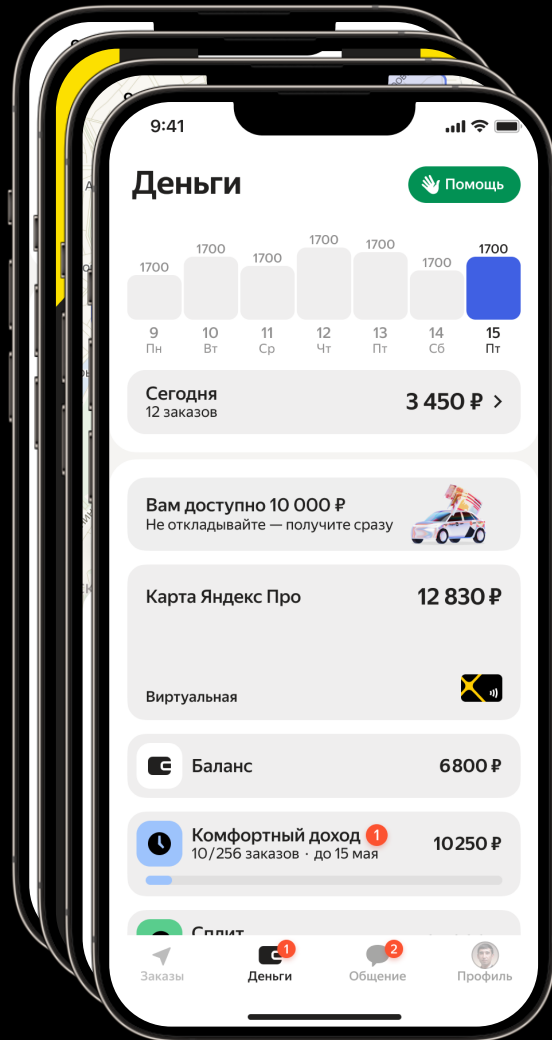 9:41
Деньги
Помощь
1700 1700 1700 1700 1700 1700 1700
9 10 11 12 13 14 15
Пн Вт Ср Чт Пт Сб Пт
Сегодня
12 заказов
3 450 ₽
Вам доступно 10 000 ₽
Не откладывайте — получите сразу
Карта Яндекс Про
12 830 ₽
Виртуальная
Баланс
6800 ₽
Комфортный доход 1
10/256 заказов · до 15 мая
10250 ₽
Сплит
1 2
Заказы Деньги Общение Профиль